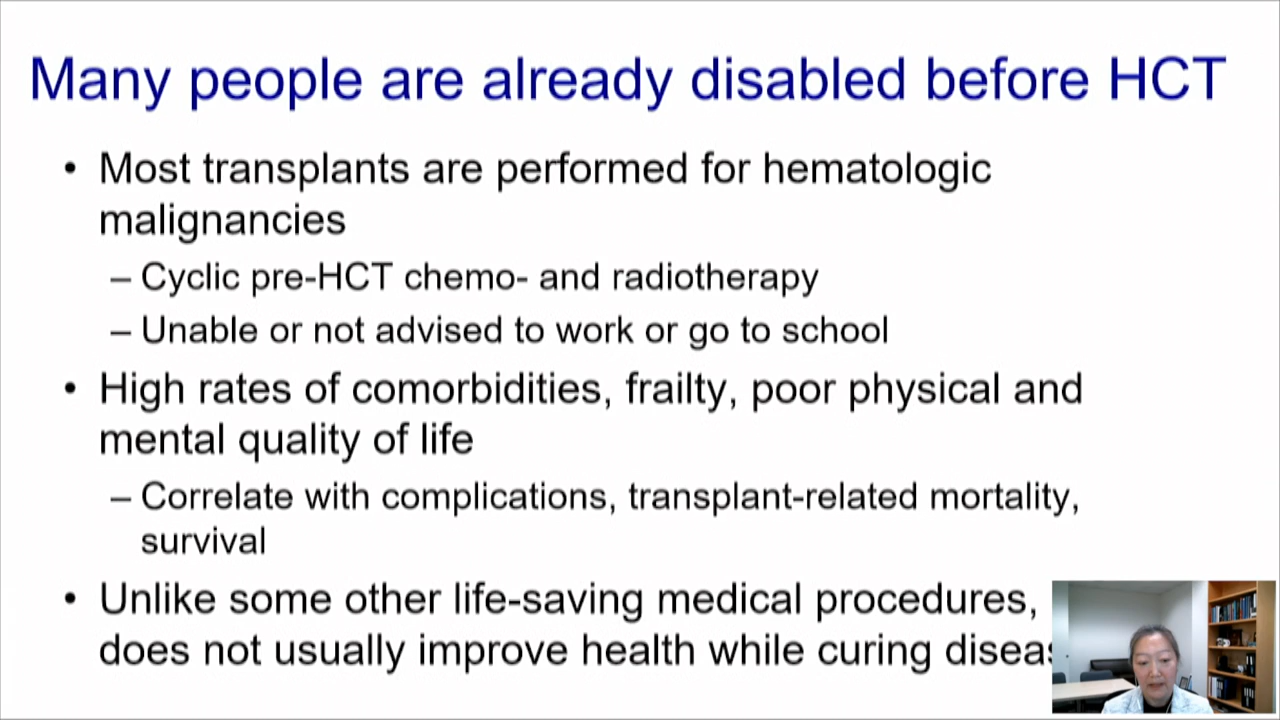 Many people are already disabled before HCT
• Most transplants are performed for hematologic
malignancies
– Cyclic pre-HCT chemo- and radiotherapy
– Unable or not advised to work or go to school
• High rates of comorbidities, frailty, poor physical and
mental quality of life
– Correlate with complications, transplant-related mortality,
survival
• Unlike some other life-saving medical procedures,
does not usually improve health while curing